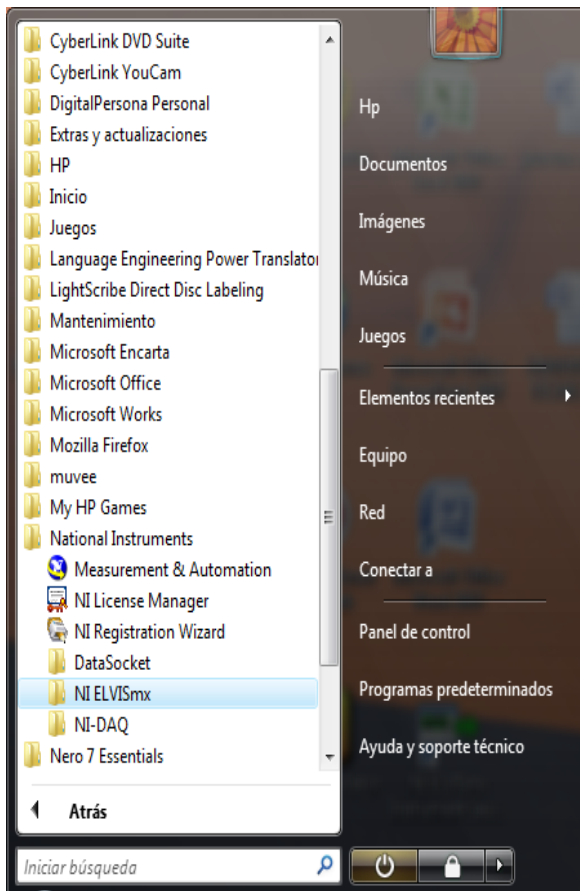 CyberLink DVD Suite
CyberLink YouCam
DigitalPersona Personal
Extras y actualizaciones
HP
Inicio
Juegos
Language Engineering Power Translator
LightScribe Direct Disc Labeling
Mantenimiento
Microsoft Encarta
Microsoft Office
Microsoft Works
Mozilla Firefox
muvee
My HP Games
National Instruments
Measurement & Automation
NI License Manager
NI Registration Wizard
DataSocket
NI ELVISmx
NI-DAQ
Nero 7 Essentials
Atrás
Iniciar búsqueda
Hp
Documentos
Imágenes
Música
Juegos
Elementos recientes
Equipo
Red
Conectar a
Panel de control
Programas predeterminados
Ayuda y soporte técnico